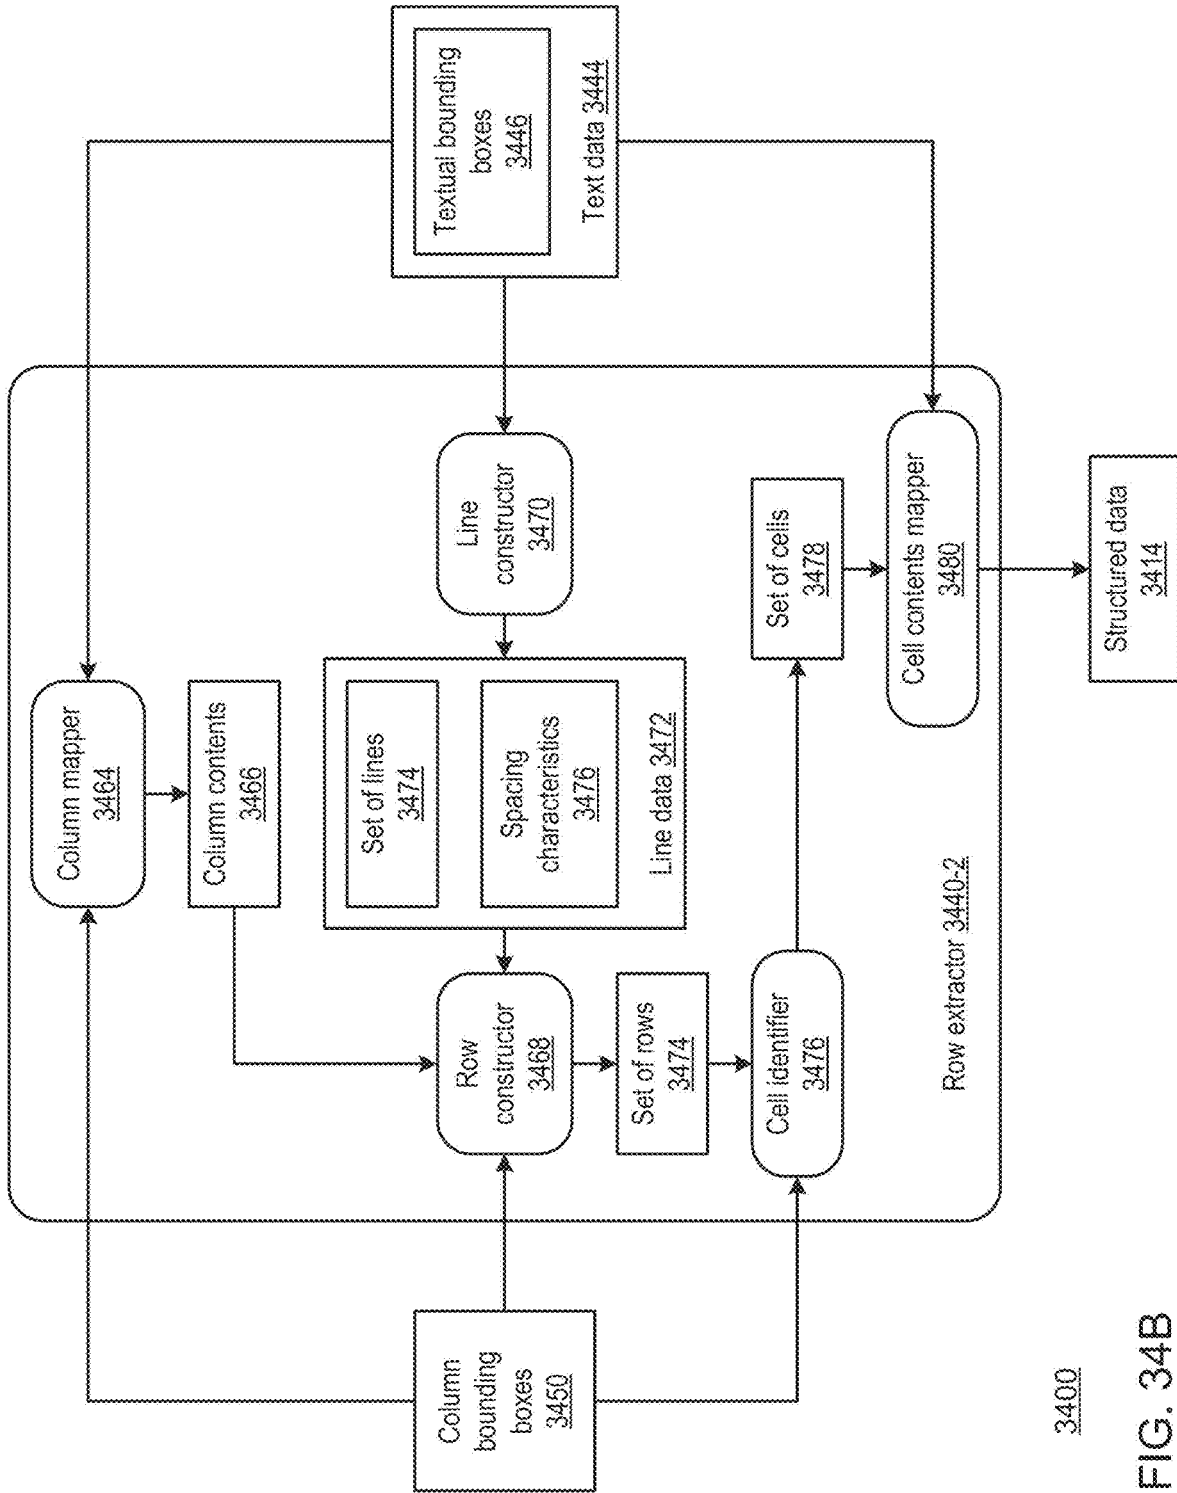 Column mapper
3464
Column contents
3466
Column
bounding
boxes
3450
Row
constructor
3468
Set of lines
3474
Spacing
characteristics
3476
Line data 3472
Line
constructor
3470
Textual bounding
boxes
3446
Text data 3444
Set of rows
3474
Cell identifier
3476
Set of cells
3478
Cell contents mapper
3480
Row extractor 3440-2
Structured data
3414
3400
FIG. 34B